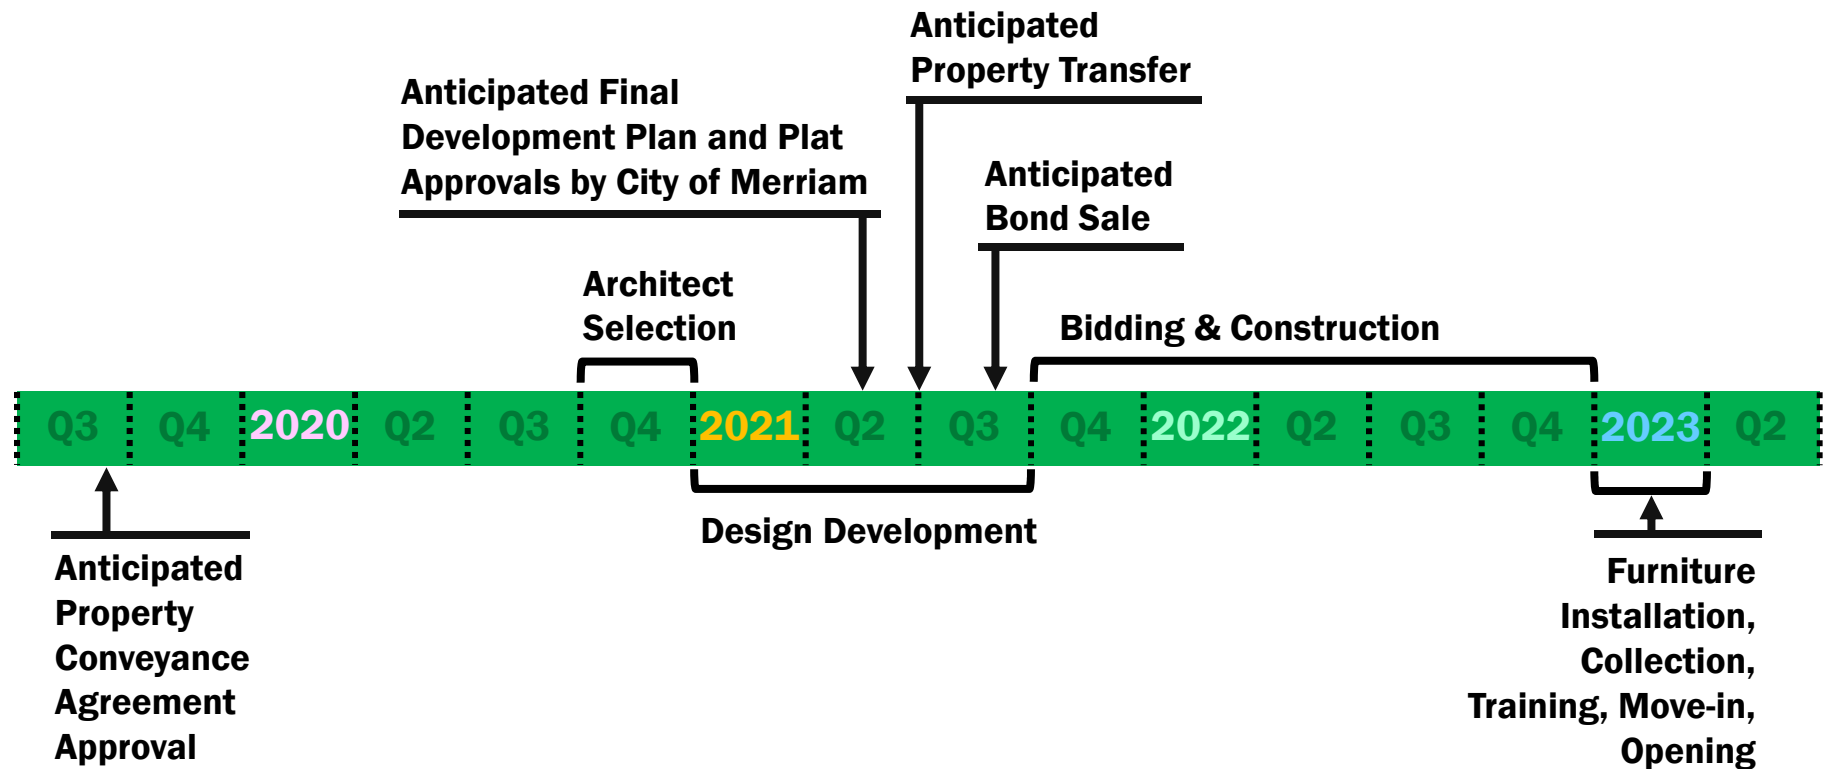 Anticipated
Property Transfer
Anticipated Final
Development Plan and Plat
Approvals by City of Merriam
Anticipated
Bond Sale
Architect
Selection
Bidding & Construction
Q3 Q4 2020 Q2 Q3 Q4 2021 Q2 Q3 Q4 2022 Q2 Q3 Q4 2023 Q2
Design Development
Anticipated
Property
Conveyance
Agreement
Approval
Furniture
Installation,
Collection,
Training, Move-in,
Opening